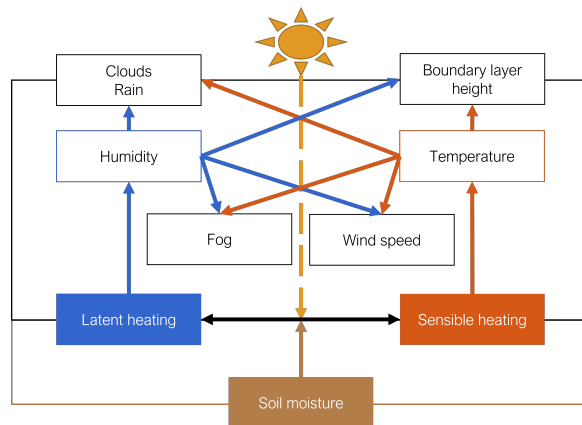 Clouds
Rain
Boundary layer
height
Humidity
Temperature
Fog
Wind speed
Latent heating
Sensible heating
Soil moisture